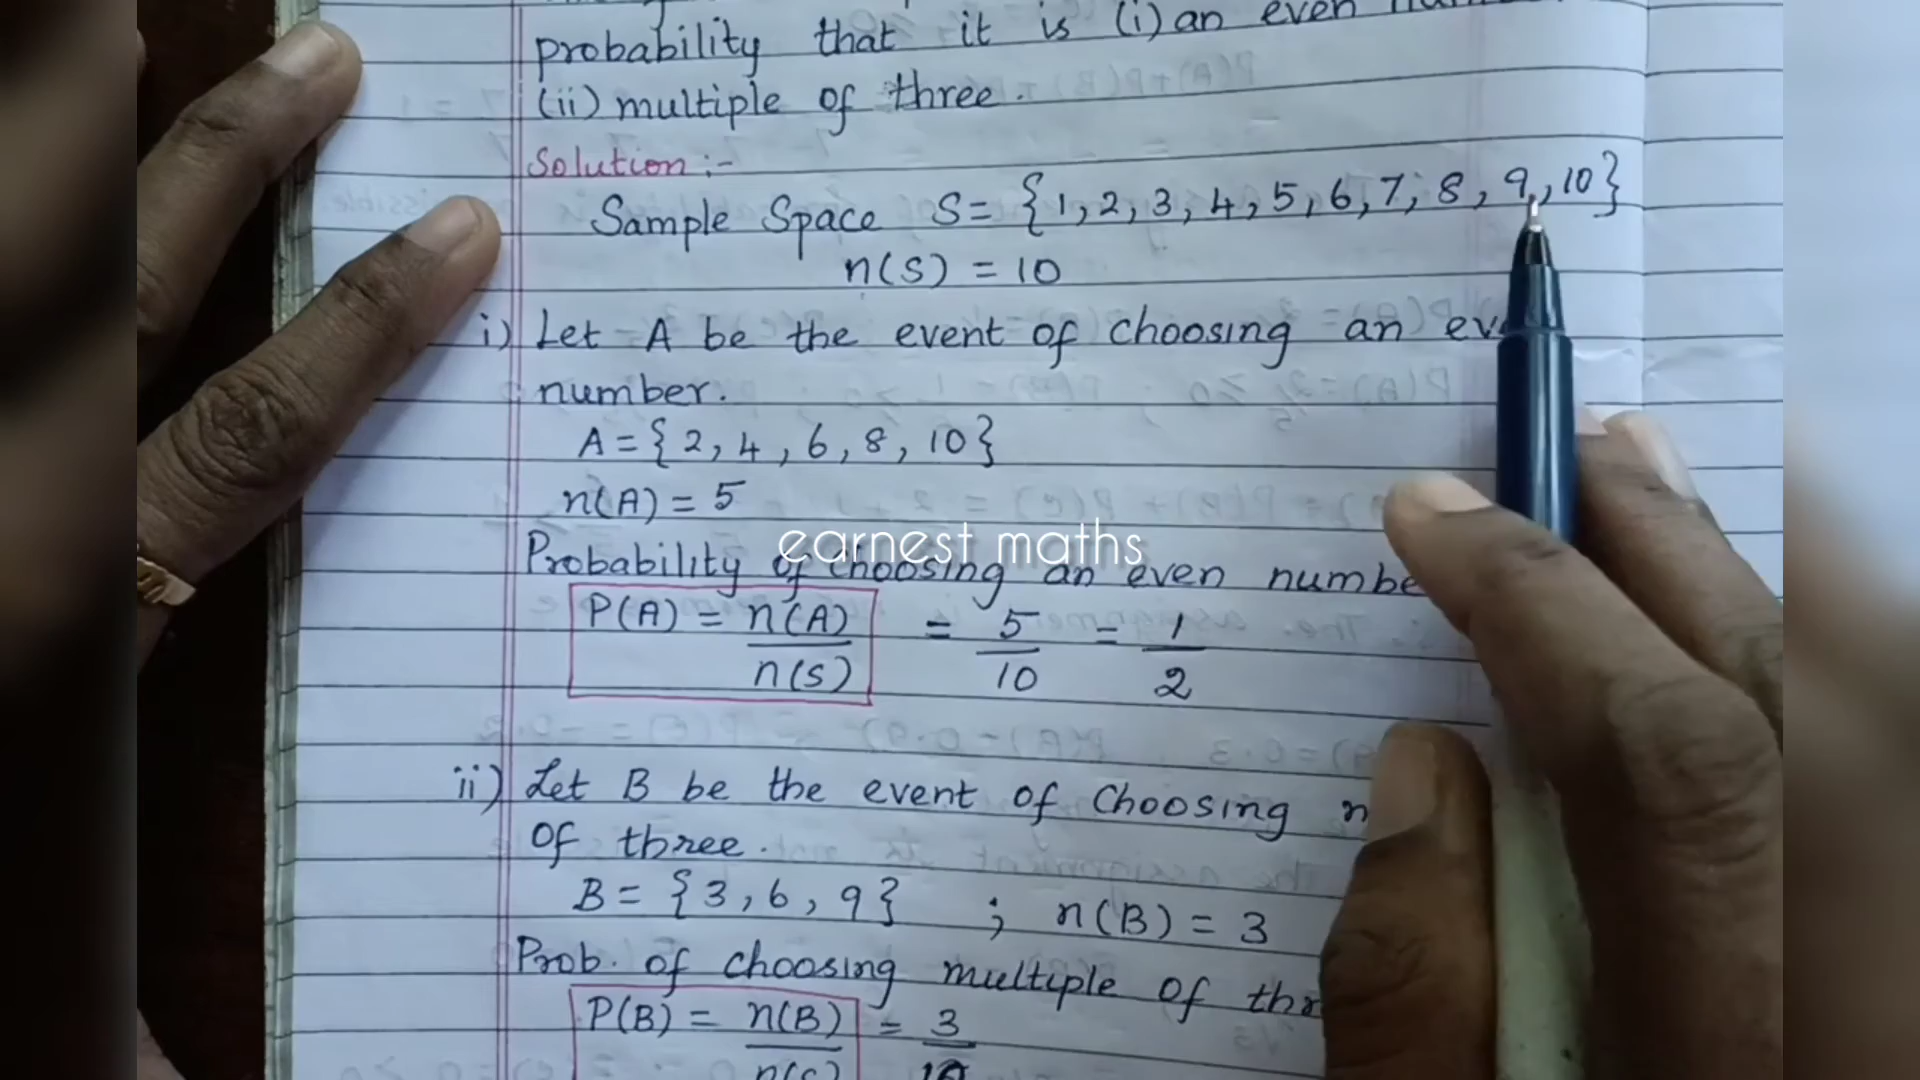 probability that it is (i) an even
(ii) multiple of three.
Solution :-
Sample Space S = {1, 2, 3, 4, 5, 6, 7, 8, 9, 10}
n(S) = 10
i) Let A be the event of choosing an
number.
A = {2, 4, 6, 8, 10}
n(A) = 5
earnest maths
Probability of choosing an even
P(A) = n(A)/n(S) = 5/10 = 1/2
ii) Let B be the event of choosing
of three.
B = {3, 6, 9} ; n(B) = 3
Prob. of choosing multiple of
P(B) = n(B)/n(S) = 3/10